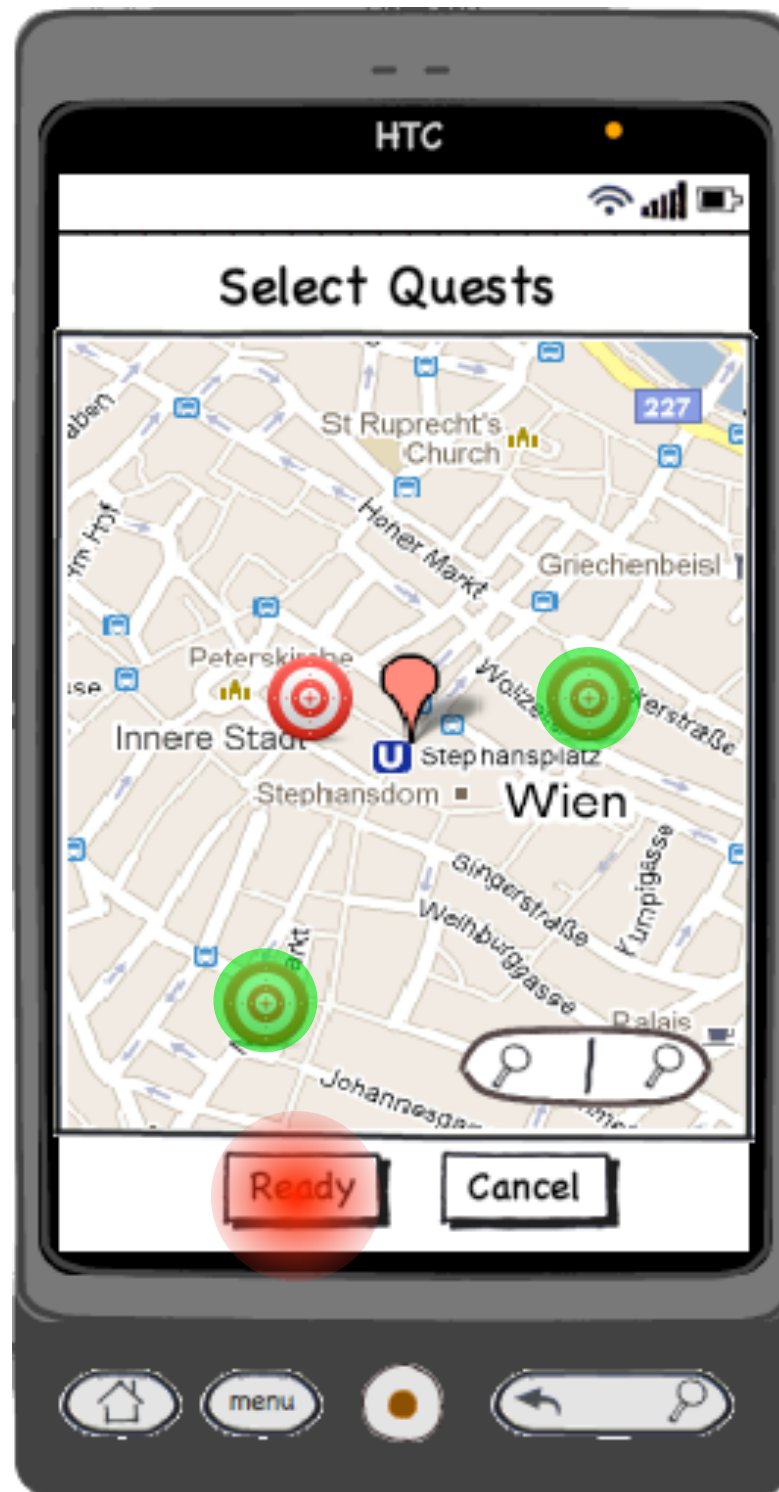 HTC
Select Quests
227
St Ruprecht's
Church
Hoher Markt
Griechenbeisl
Peterskirche
Innere Stadt
U Stephansplatz
Stephansdom
Wien
Singerstraße
Weihburggasse
Kumpfgasse
Palais
Johannesga
Ready
Cancel
menu